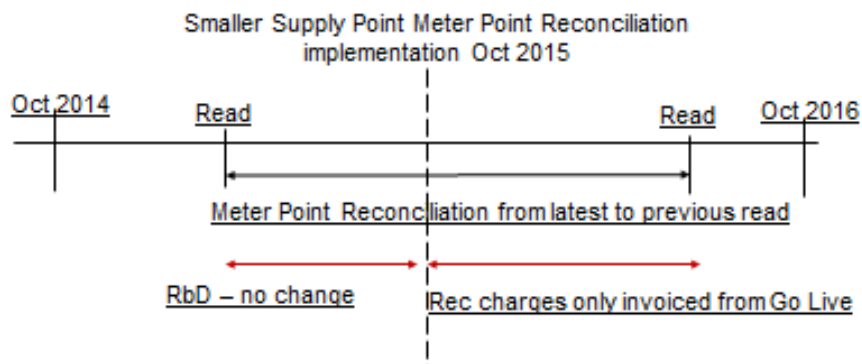 Smaller Supply Point Meter Point Reconciliation
implementation Oct 2015
Oct 2014
Read
Read
Oct 2016
Meter Point Reconciliation from latest to previous read
RbD – no change
Rec charges only invoiced from Go Live